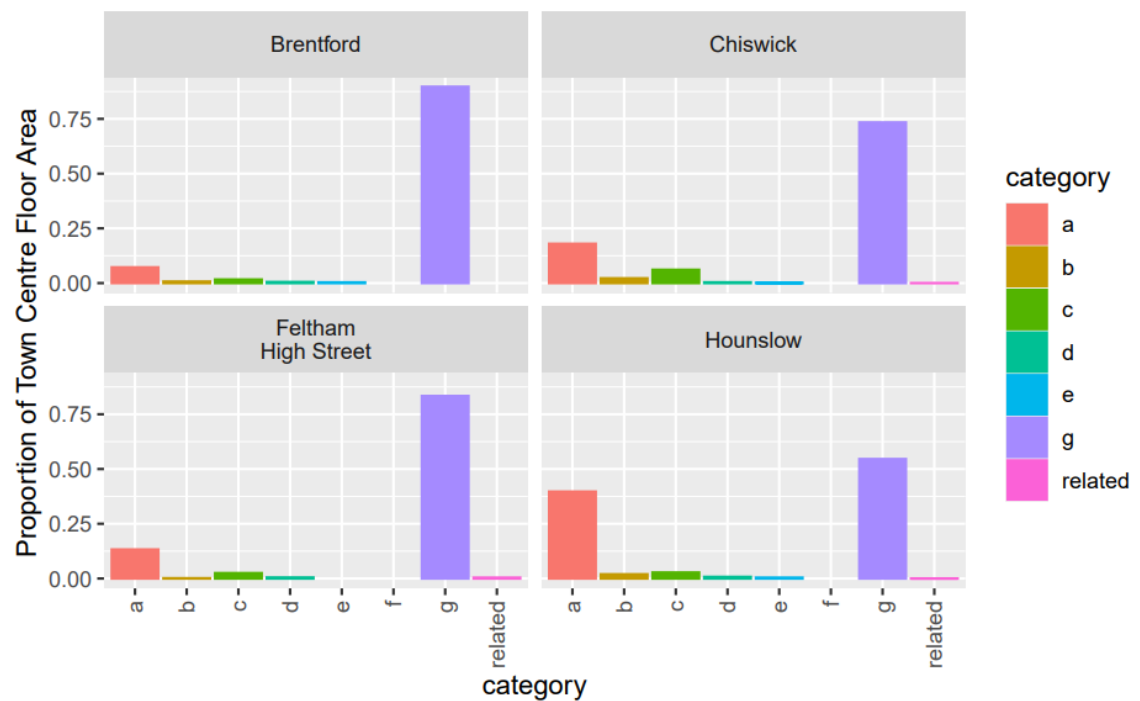 Brentford
Chiswick
Proportion of Town Centre Floor Area
0.75
0.50
0.25
0.00
Feltham
High Street
Hounslow
0.75
0.50
0.25
0.00
a
b
c
d
e
f
g
related
a
b
c
d
e
f
g
related
category
category
a
b
c
d
e
g
related